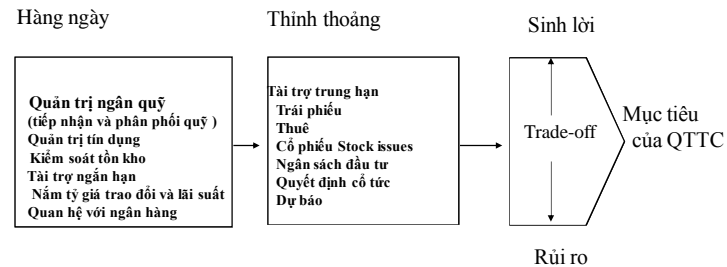 Hàng ngày
Quản trị ngân quỹ
(tiếp nhận và phân phối quỹ )
Quản trị tín dụng
Kiểm soát tồn kho
Tài trợ ngắn hạn
Nắm tỷ giá trao đổi và lãi suất
Quan hệ với ngân hàng
Thỉnh thoảng
Tài trợ trung hạn
Trái phiếu
Thuê
Cổ phiếu Stock issues
Ngân sách đầu tư
Quyết định cổ tức
Dự báo
Sinh lời
Trade-off
Rủi ro
Mục tiêu
của QTTC